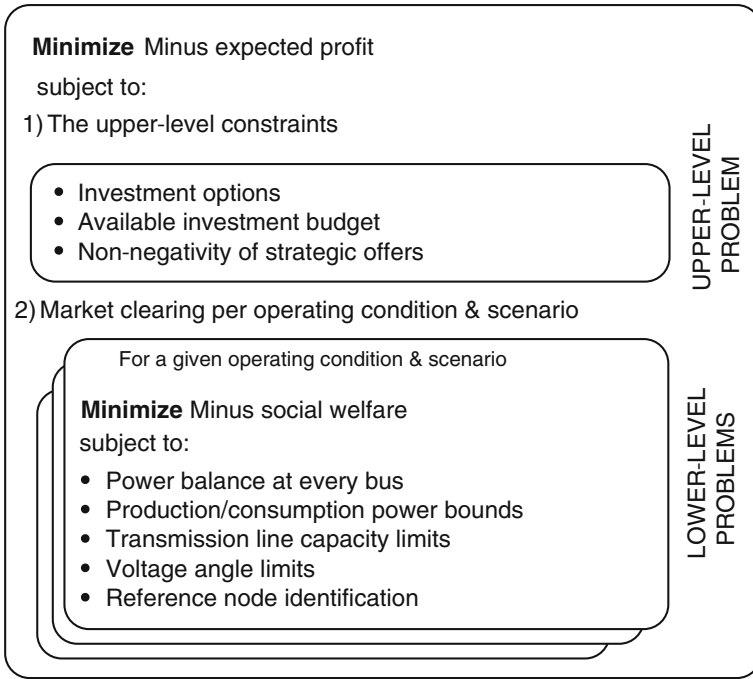 Minimize Minus expected profit
subject to:
1) The upper-level constraints
• Investment options
• Available investment budget
• Non-negativity of strategic offers
UPPER-LEVEL
PROBLEM
2) Market clearing per operating condition & scenario
For a given operating condition & scenario
Minimize Minus social welfare
subject to:
• Power balance at every bus
• Production/consumption power bounds
• Transmission line capacity limits
• Voltage angle limits
• Reference node identification
LOWER-LEVEL
PROBLEMS